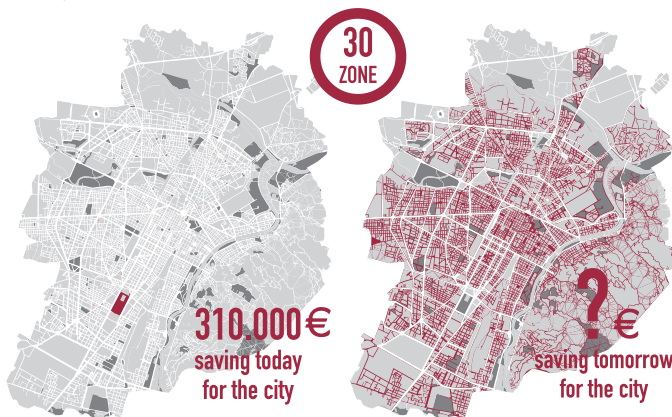 30
ZONE
310.000 €
saving today
for the city
? €
saving tomorrow
for the city